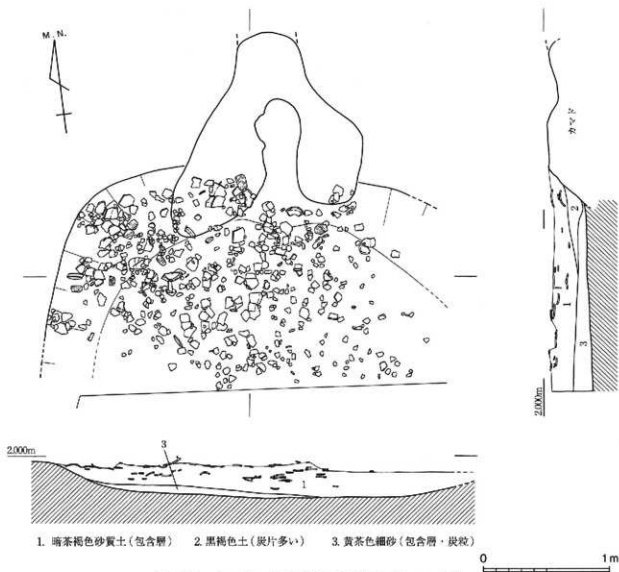 M. N.
カマド
2
1
3
2.000m
2.000m
3
1
1. 暗茶褐色砂質土(包含層) 2. 黒褐色土(炭片多い) 3. 黄茶色細砂(包含層・炭粒)
0 1m